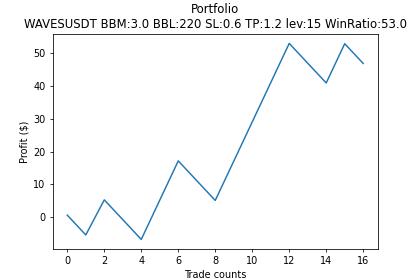 Portfolio
WAVESUSDT BBM:3.0 BBL:220 SL:0.6 TP:1.2 lev:15 WinRatio:53.0
50
40
30
20
10
0
Profit ($)
0 2 4 6 8 10 12 14 16
Trade counts